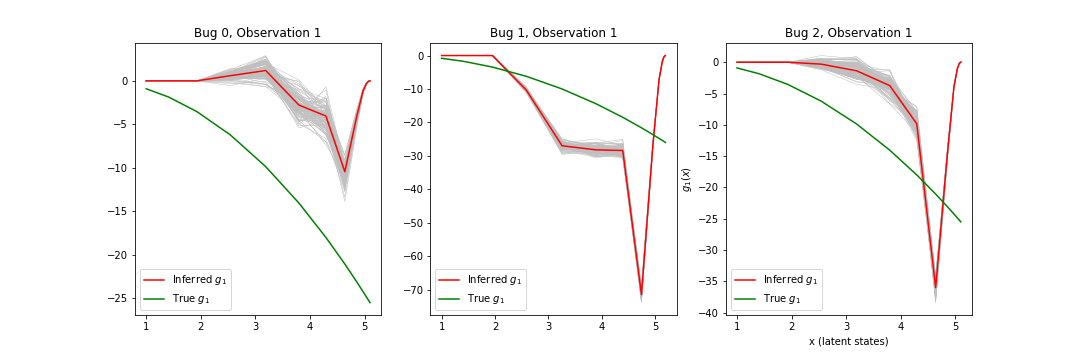 Bug 0, Observation 1
0
−5
−10
−15
−20
−25
1 2 3 4 5
Inferred g₁
True g₁
Bug 1, Observation 1
0
−10
−20
−30
−40
−50
−60
−70
1 2 3 4 5
Inferred g₁
True g₁
Bug 2, Observation 1
g₁(x)
0
−5
−10
−15
−20
−25
−30
−35
−40
1 2 3 4 5
x (latent states)
Inferred g₁
True g₁